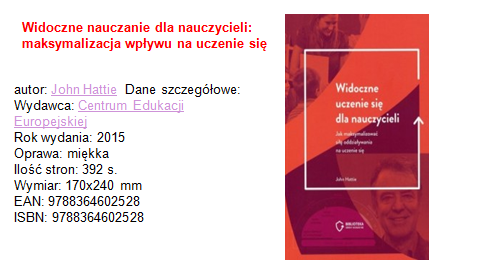 Widoczne nauczanie dla nauczycieli:
maksymalizacja wpływu na uczenie się
autor: John Hattie Dane szczegółowe:
Wydawca: Centrum Edukacji
Europejskiej
Rok wydania: 2015
Oprawa: miękka
Ilość stron: 392 s.
Wymiar: 170x240 mm
EAN: 9788364602528
ISBN: 9788364602528
Widoczne
uczenie się
dla nauczycieli
Jak maksymalizować
siłę oddziaływania
na uczenie się
John Hattie
BIBLIOTEKA